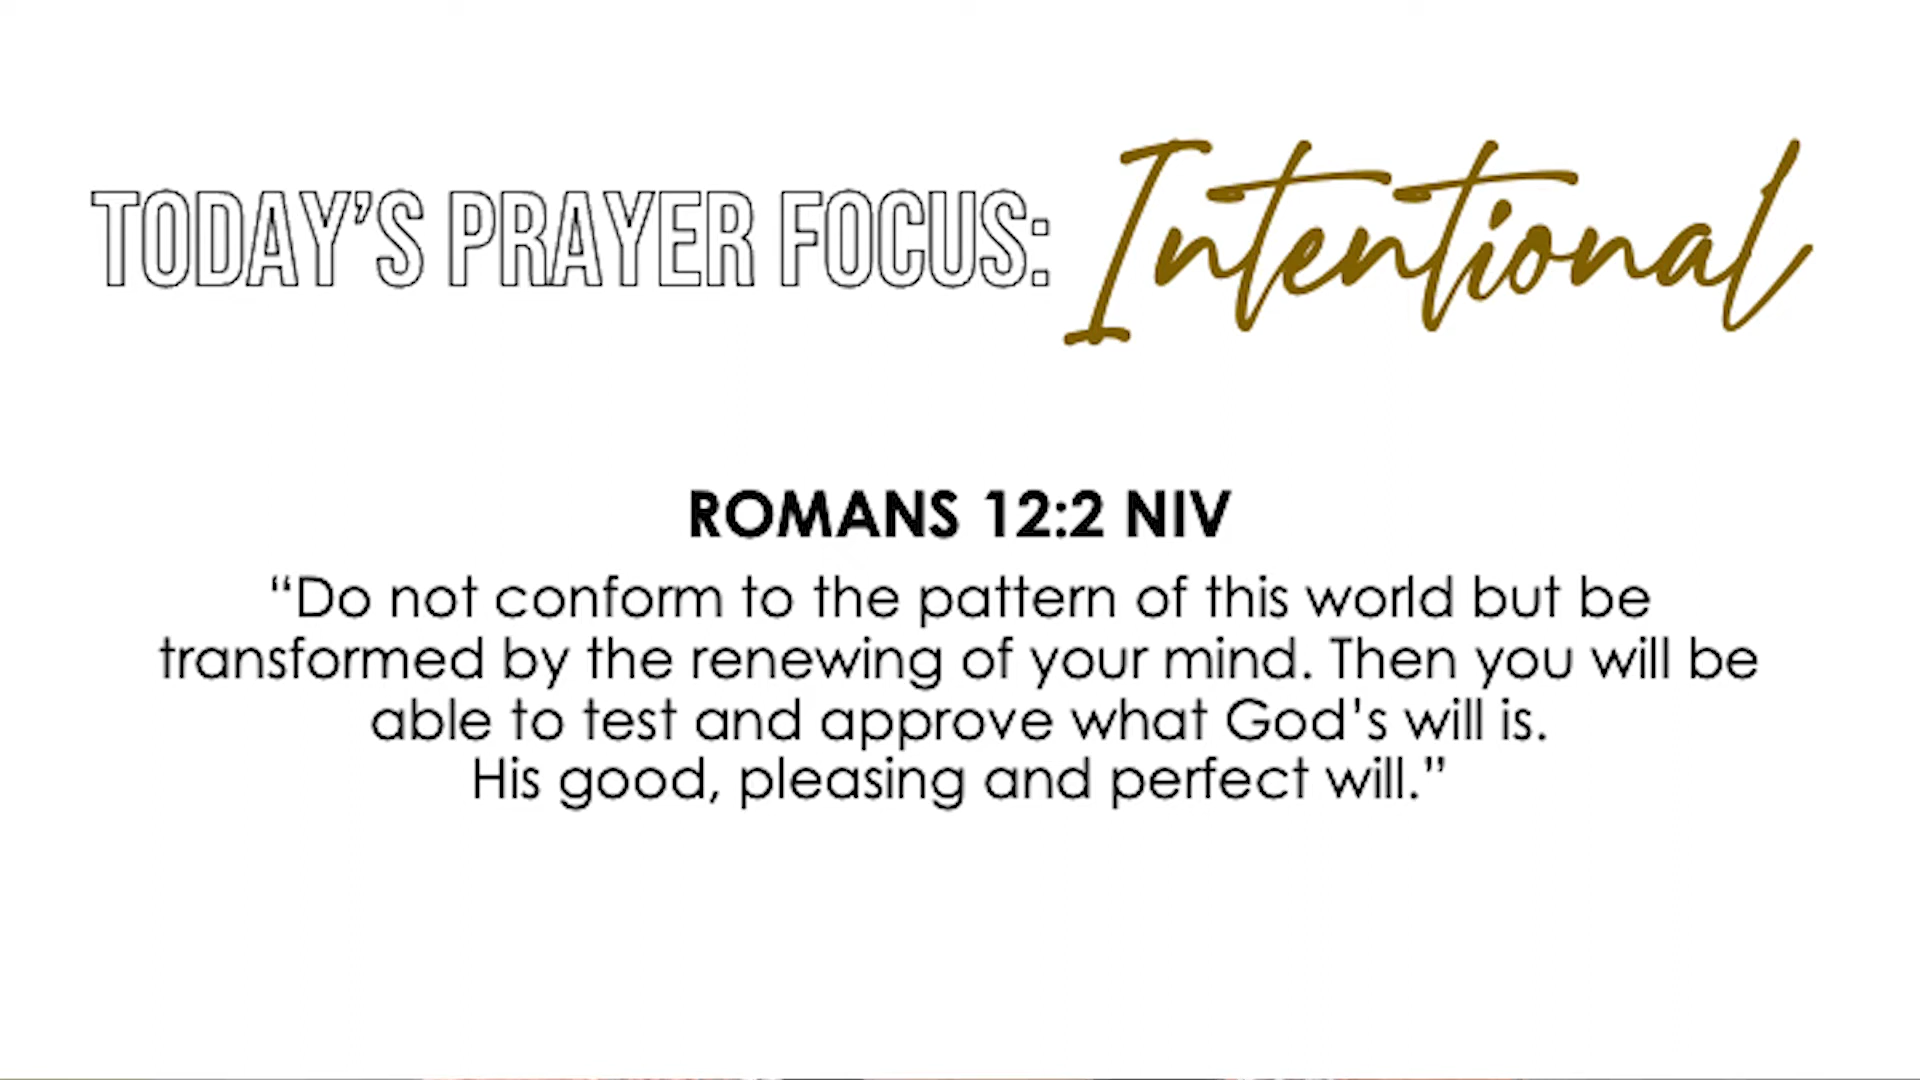 TODAY’S PRAYER FOCUS: Intentional
ROMANS 12:2 NIV
“Do not conform to the pattern of this world but be
transformed by the renewing of your mind. Then you will be
able to test and approve what God’s will is.
His good, pleasing and perfect will.”